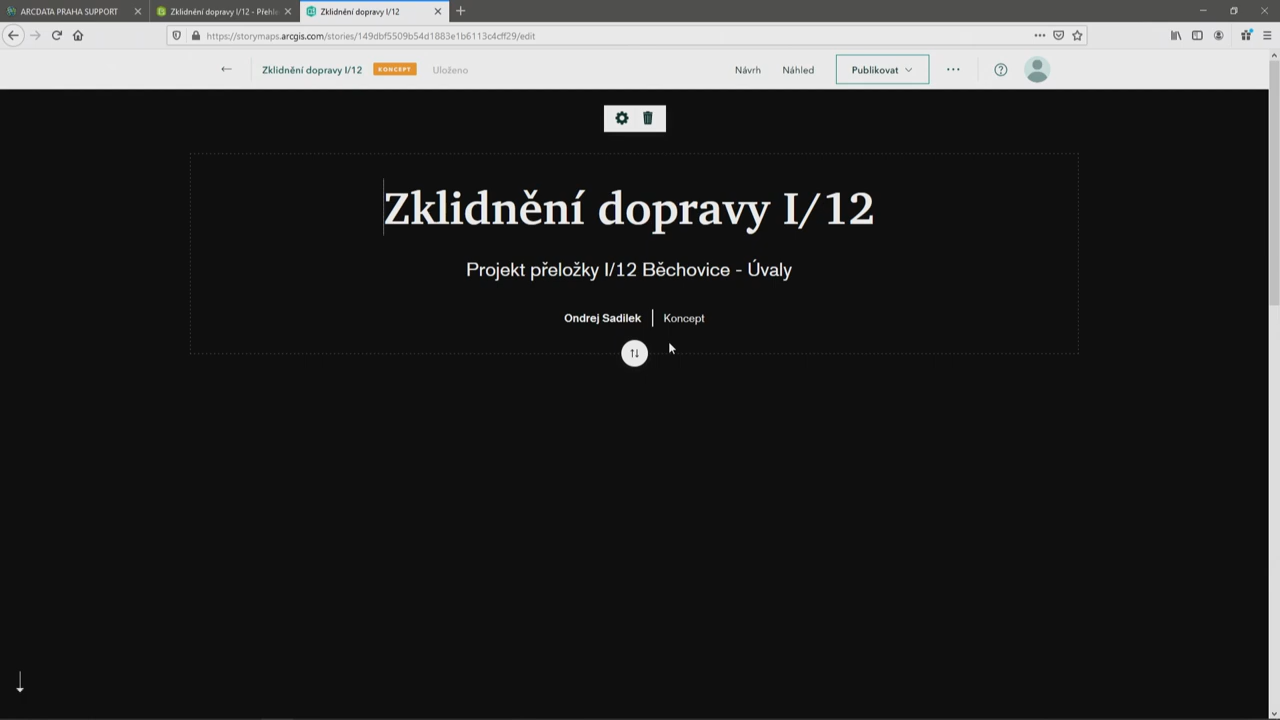 ARCDATA PRAHA SUPPORT
Zklidnění dopravy I/12 - Přehle
Zklidnění dopravy I/12
https://storymaps.arcgis.com/stories/149dbf5509b54d1883e1b6113c4cff29/edit
Zklidnění dopravy I/12 KONCEPT Uloženo Návrh Náhled Publikovat
Zklidnění dopravy I/12
Projekt přeložky I/12 Běchovice - Úvaly
Ondrej Sadilek | Koncept